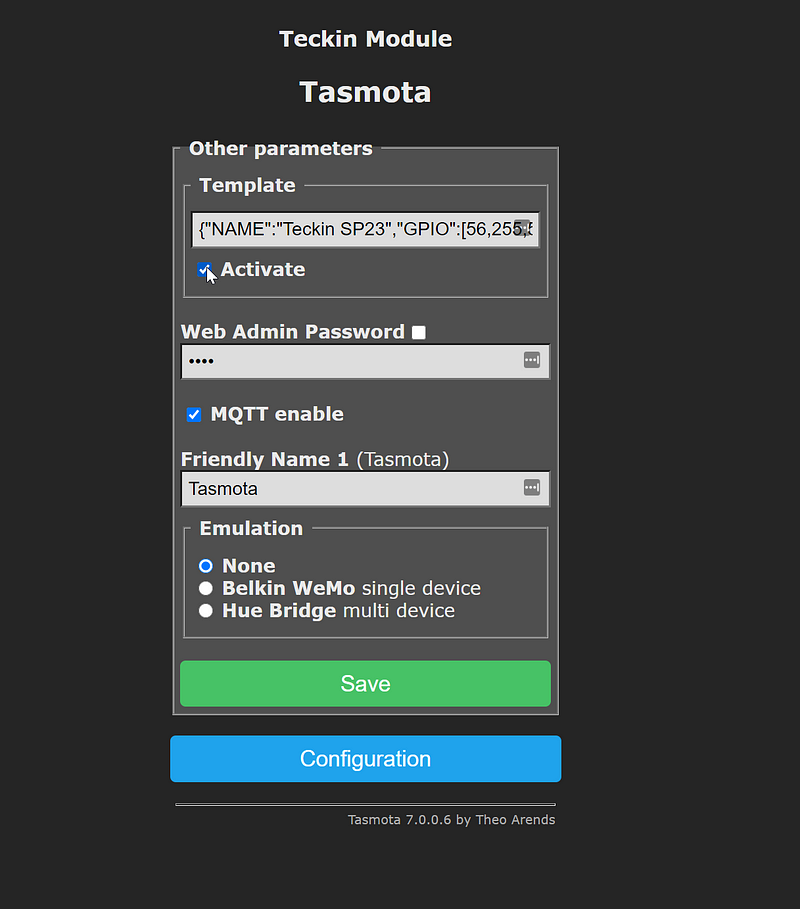 Teckin Module
Tasmota
Other parameters
Template
{"NAME":"Teckin SP23","GPIO":[56,255,
Activate
Web Admin Password
••••
MQTT enable
Friendly Name 1 (Tasmota)
Tasmota
Emulation
None
Belkin WeMo single device
Hue Bridge multi device
Save
Configuration
Tasmota 7.0.0.6 by Theo Arends